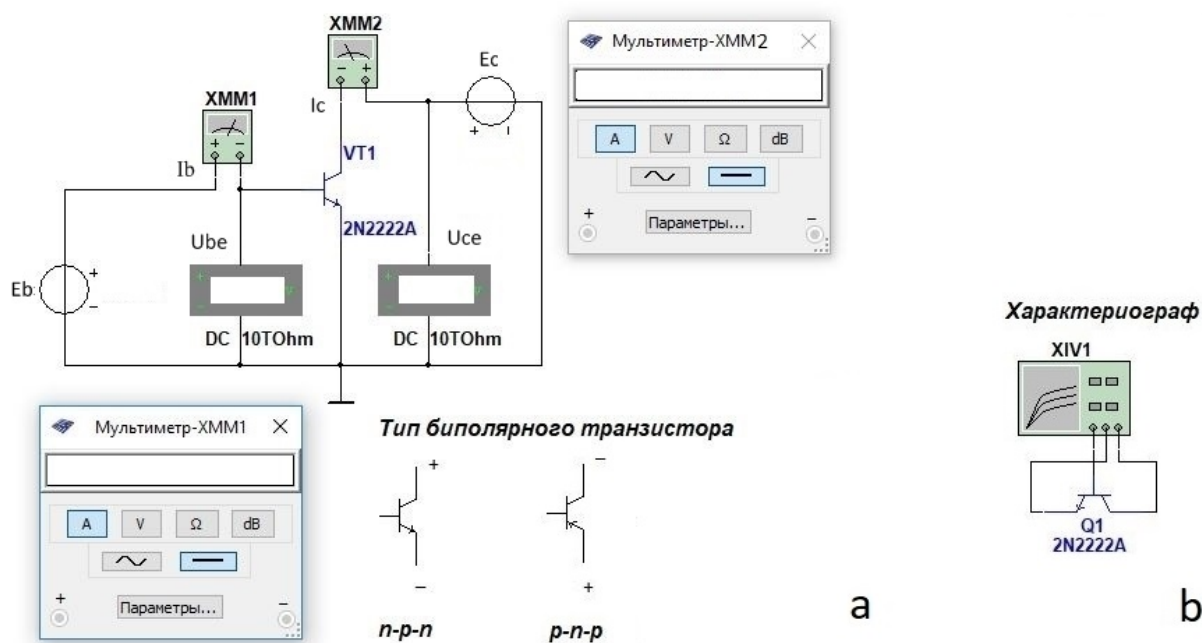 XMM2
Ec
+ ı
XMM1
Ic
Ib
VT1
2N2222A
Ube
Uce
Eb
DC 10TOhm
DC 10TOhm
Мультиметр-XMM2
A V Ω dB
Параметры...
Мультиметр-XMM1
A V Ω dB
Параметры...
Тип биполярного транзистора
+
−
−
+
n-p-n
p-n-p
a
Характериограф
XIV1
Q1
2N2222A
b